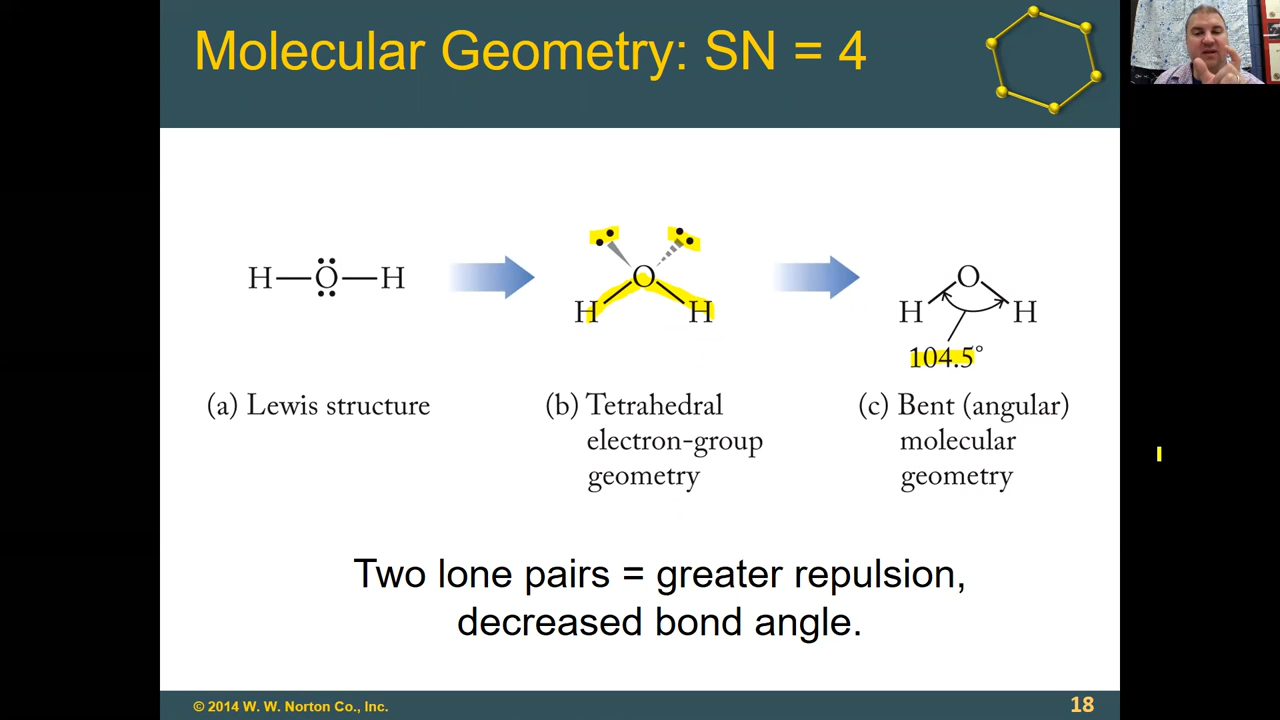 Molecular Geometry: SN = 4
H—O—H
O
H H
O
H H
104.5°
(a) Lewis structure
(b) Tetrahedral
electron-group
geometry
(c) Bent (angular)
molecular
geometry
Two lone pairs = greater repulsion,
decreased bond angle.
© 2014 W. W. Norton Co., Inc.
18